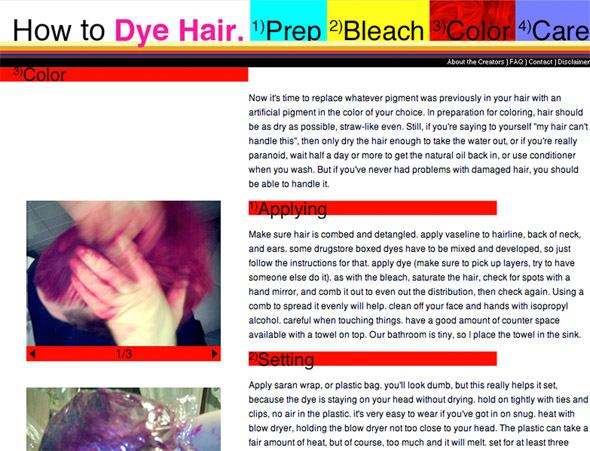 How to Dye Hair. 1)Prep 2)Bleach 3)Color 4)Care
About the Creators } FAQ } Contact } Disclaimer
3)Color
Now it's time to replace whatever pigment was previously in your hair with an
artificial pigment in the color of your choice. In preparation for coloring, hair should
be as dry as possible, straw-like even. Still, if you're saying to yourself "my hair can't
handle this", then only dry the hair enough to take the water out, or if you're really
paranoid, wait half a day or more to get the natural oil back in, or use conditioner
when you wash. But if you've never had problems with damaged hair, you should
be able to handle it.
1)Applying
Make sure hair is combed and detangled. apply vaseline to hairline, back of neck,
and ears. some drugstore boxed dyes have to be mixed and developed, so just
follow the instructions for that. apply dye (make sure to pick up layers, try to have
someone else do it). as with the bleach, saturate the hair, check for spots with a
hand mirror, and comb it out to even out the distribution, then check again. Using a
comb to spread it evenly will help. clean off your face and hands with isopropyl
alcohol. careful when touching things. have a good amount of counter space
available with a towel on top. Our bathroom is tiny, so I place the towel in the sink.
1/3
2)Setting
Apply saran wrap, or plastic bag. you'll look dumb, but this really helps it set,
because the dye is staying on your head without drying. hold on tightly with ties and
clips, no air in the plastic. it's very easy to wear if you've got in on snug. heat with
blow dryer, holding the blow dryer not too close to your head. The plastic can take a
fair amount of heat, but of course, too much and it will melt. set for at least three